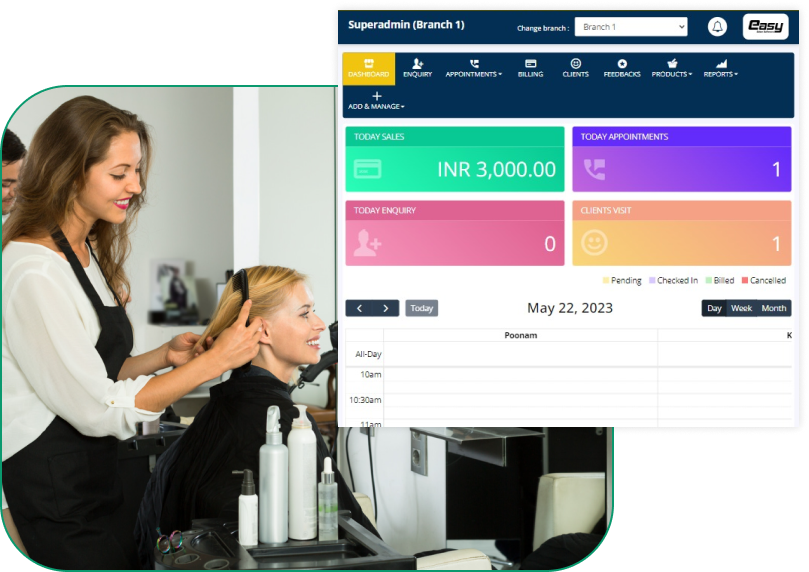 Superadmin (Branch 1)
Change branch :
Branch 1
Easy
DASHBOARD
ENQUIRY
APPOINTMENTS
BILLING
CLIENTS
FEEDBACKS
PRODUCTS
REPORTS
ADD & MANAGE
TODAY SALES
INR 3,000.00
TODAY APPOINTMENTS
1
TODAY ENQUIRY
0
CLIENTS VISIT
1
Pending
Checked In
Billed
Cancelled
Today
May 22, 2023
Day
Week
Month
Poonam
K
All-Day
10am
10:30am
11am